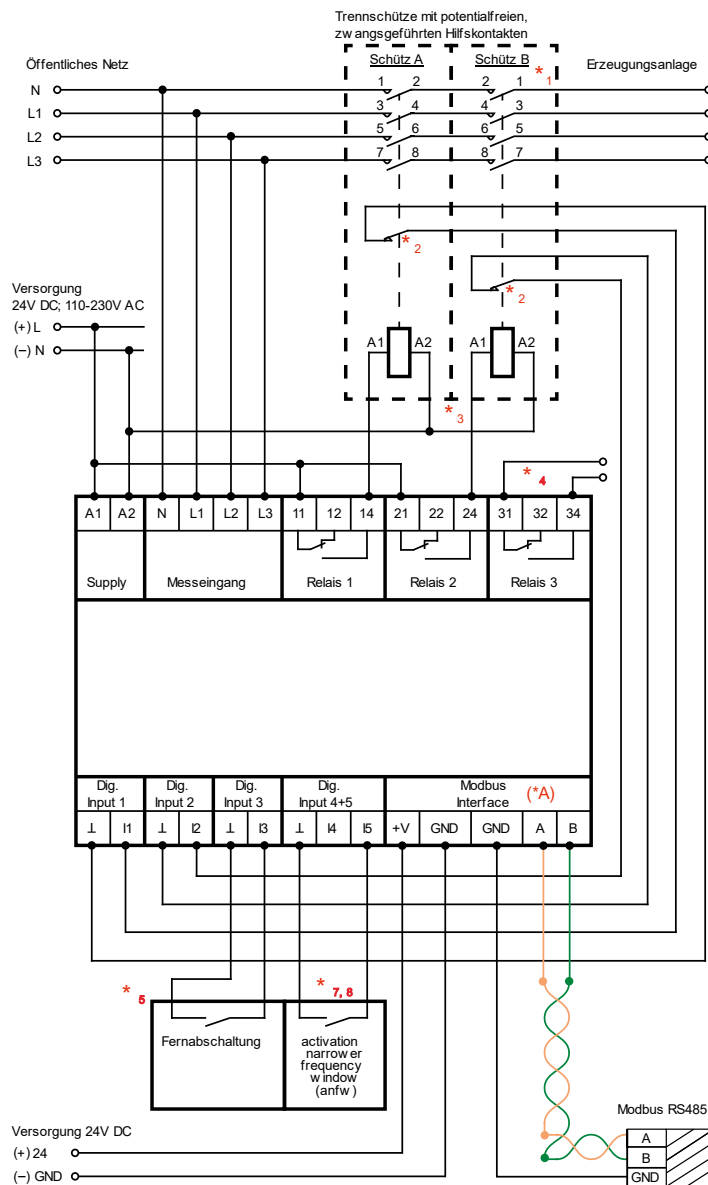 Trennschütze mit potentialfreien,
zwangsgeführten Hilfskontakten
Öffentliches Netz
Schütz A
Schütz B
*1
Erzeugungsanlage
N
1 2 2 1
L1
3 4 4 3
L2
5 6 6 5
L3
7 8 8 7
*2
*2
Versorgung
24V DC; 110-230V AC
(+) L
(−) N
A1 A2 A1 A2
*3
*4
A1 A2 N L1 L2 L3 11 12 14 21 22 24 31 32 34
Supply Messeingang Relais 1 Relais 2 Relais 3
Dig.
Input 1
Dig.
Input 2
Dig.
Input 3
Dig.
Input 4+5
Modbus
Interface
(*A)
⊥ I1 ⊥ I2 ⊥ I3 ⊥ I4 I5 +V GND GND A B
*5
*7, 8
Fernabschaltung
activation
narrower
frequency
window
(anfw)
Versorgung 24V DC
(+) 24
(−) GND
Modbus RS485
A
B
GND